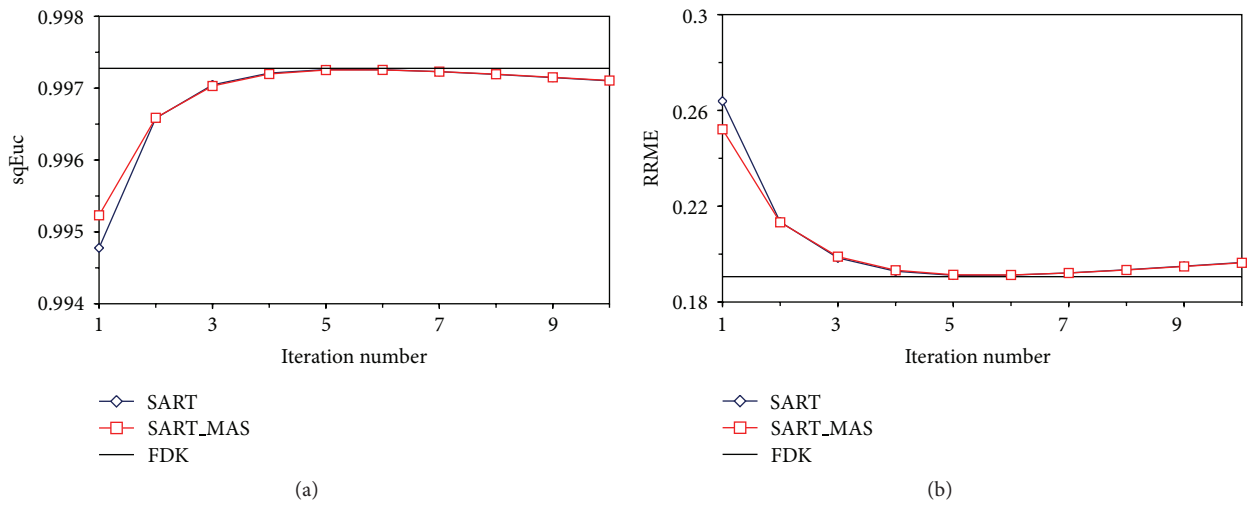 0.998
0.997
0.996
0.995
0.994
sqEuc
1 3 5 7 9
Iteration number
SART
SART_MAS
FDK
(a)
0.3
0.26
0.22
0.18
RRME
1 3 5 7 9
Iteration number
SART
SART_MAS
FDK
(b)